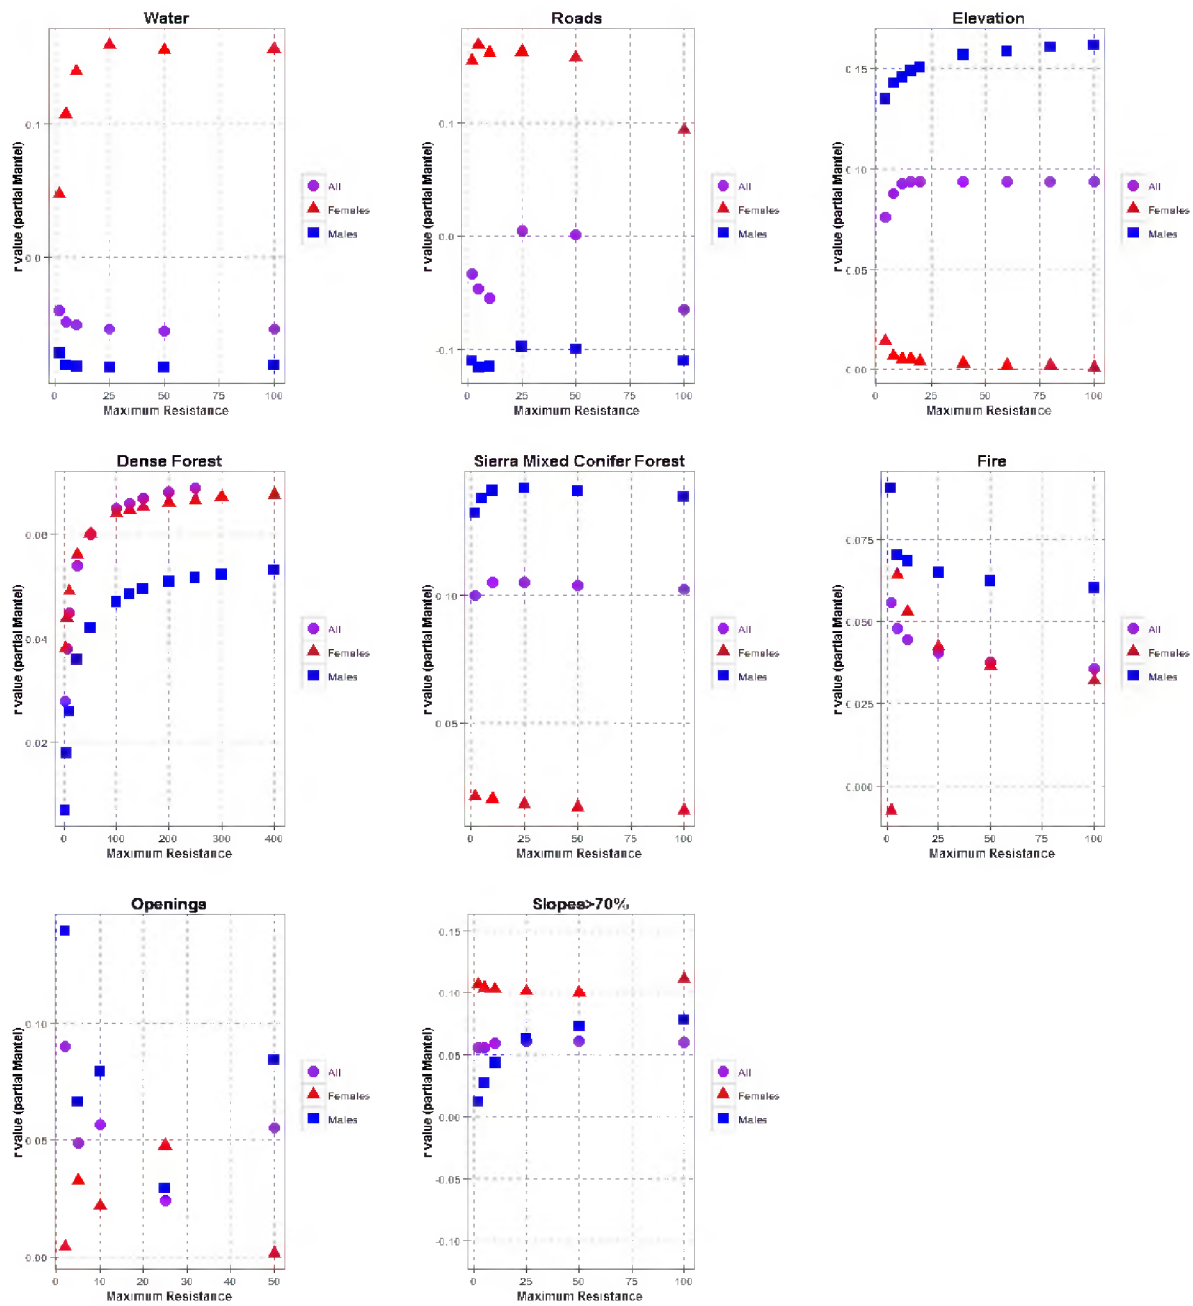 Water
r value (partial Mantel)
0.1
0.0
0
25
50
75
100
Maximum Resistance
All
Females
Males
Roads
r value (partial Mantel)
0.1
0.0
-0.1
0
25
50
75
100
Maximum Resistance
All
Females
Males
Elevation
r value (partial Mantel)
0.15
0.10
0.05
0.00
0
25
50
75
100
Maximum Resistance
All
Females
Males
Dense Forest
r value (partial Mantel)
0.06
0.04
0.02
0
100
200
300
400
Maximum Resistance
All
Females
Males
Sierra Mixed Conifer Forest
r value (partial Mantel)
0.10
0.05
0
25
50
75
100
Maximum Resistance
All
Females
Males
Fire
r value (partial Mantel)
0.075
0.050
0.025
0.000
0
25
50
75
100
Maximum Resistance
All
Females
Males
Openings
r value (partial Mantel)
0.10
0.05
0.00
0
10
20
30
40
50
Maximum Resistance
All
Females
Males
Slopes>70%
r value (partial Mantel)
0.15
0.10
0.05
0.00
-0.05
-0.10
0
25
50
75
100
Maximum Resistance
All
Females
Males